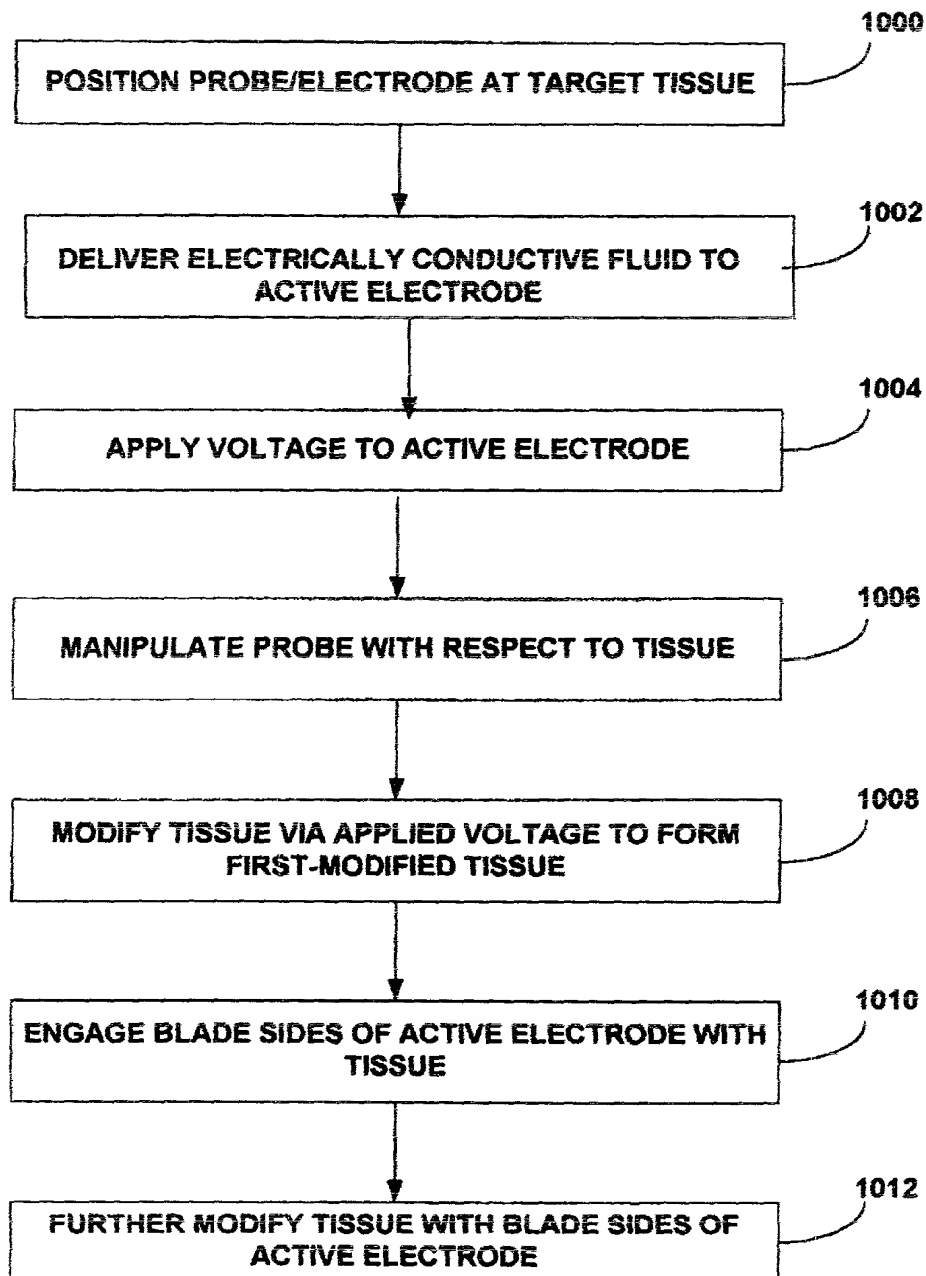 1000
POSITION PROBE/ELECTRODE AT TARGET TISSUE
1002
DELIVER ELECTRICALLY CONDUCTIVE FLUID TO
ACTIVE ELECTRODE
1004
APPLY VOLTAGE TO ACTIVE ELECTRODE
1006
MANIPULATE PROBE WITH RESPECT TO TISSUE
1008
MODIFY TISSUE VIA APPLIED VOLTAGE TO FORM
FIRST-MODIFIED TISSUE
1010
ENGAGE BLADE SIDES OF ACTIVE ELECTRODE WITH
TISSUE
1012
FURTHER MODIFY TISSUE WITH BLADE SIDES OF
ACTIVE ELECTRODE